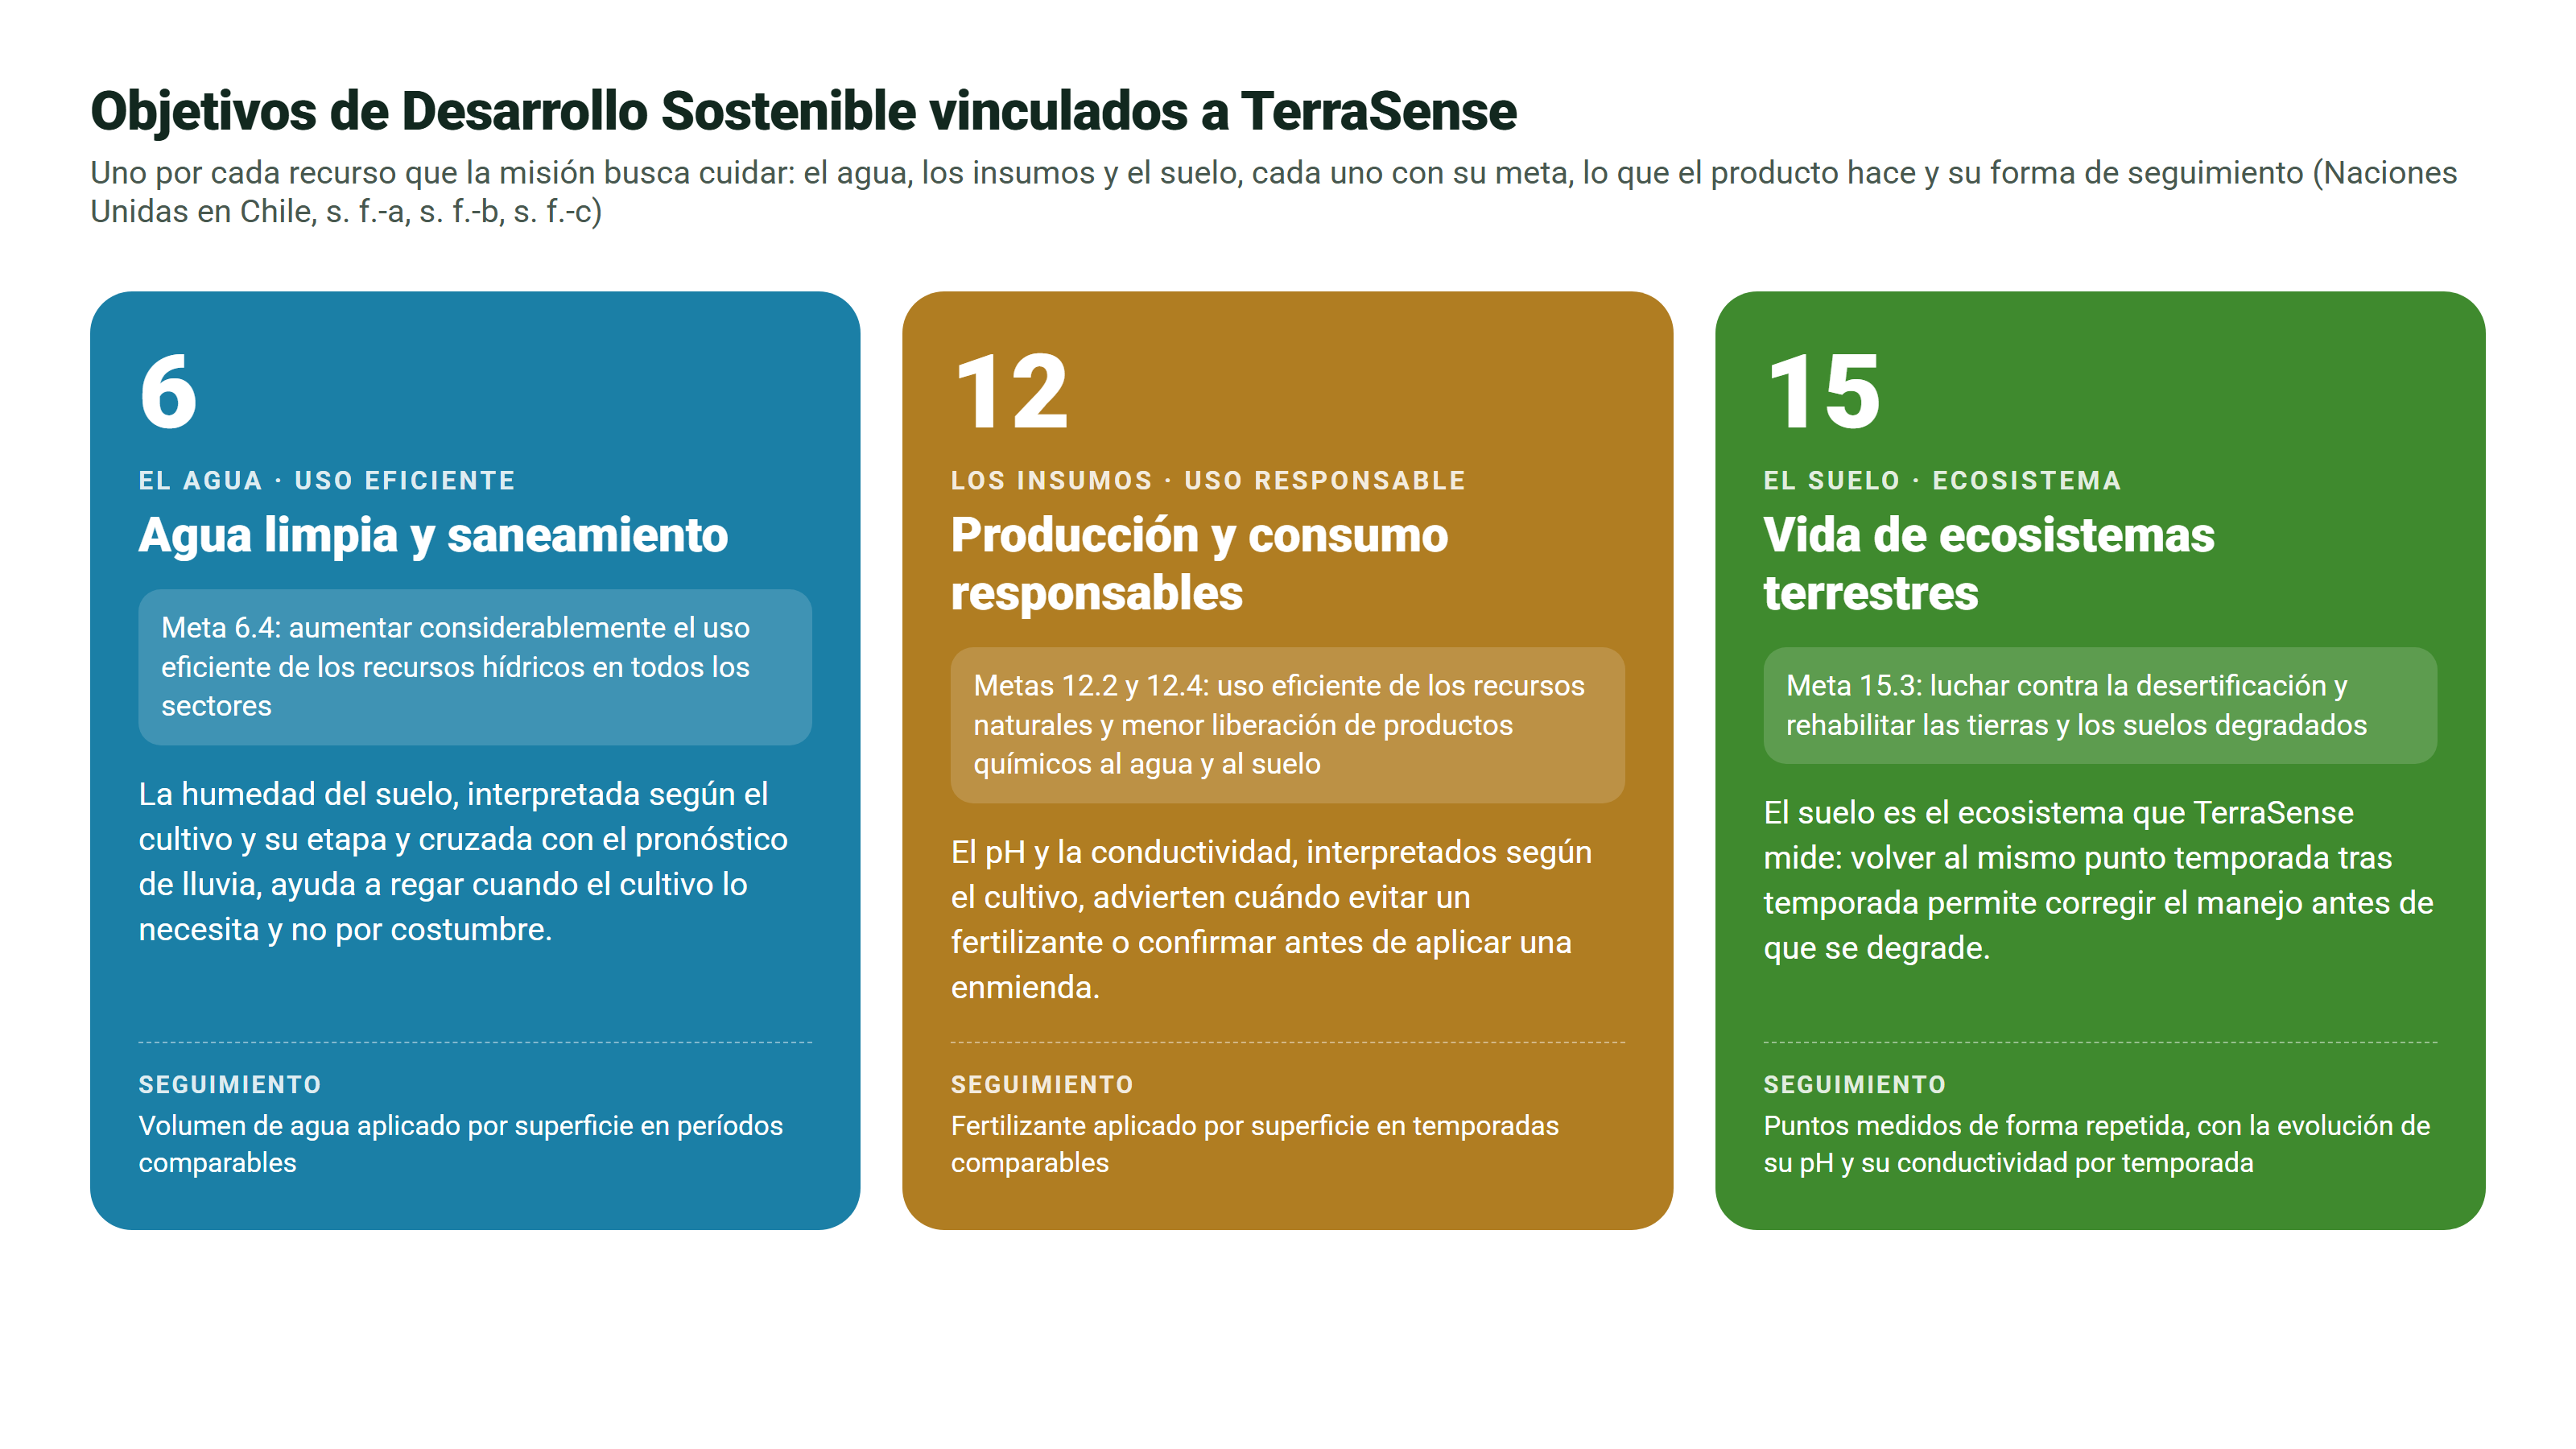 Objetivos de Desarrollo Sostenible vinculados a TerraSense
Uno por cada recurso que la misión busca cuidar: el agua, los insumos y el suelo, cada uno con su meta, lo que el producto hace y su forma de seguimiento (Naciones
Unidas en Chile, s. f.-a, s. f.-b, s. f.-c)
6
EL AGUA · USO EFICIENTE
Agua limpia y saneamiento
Meta 6.4: aumentar considerablemente el uso
eficiente de los recursos hídricos en todos los
sectores
La humedad del suelo, interpretada según el
cultivo y su etapa y cruzada con el pronóstico
de lluvia, ayuda a regar cuando el cultivo lo
necesita y no por costumbre.
SEGUIMIENTO
Volumen de agua aplicado por superficie en períodos
comparables
12
LOS INSUMOS · USO RESPONSABLE
Producción y consumo
responsables
Metas 12.2 y 12.4: uso eficiente de los recursos
naturales y menor liberación de productos
químicos al agua y al suelo
El pH y la conductividad, interpretados según
el cultivo, advierten cuándo evitar un
fertilizante o confirmar antes de aplicar una
enmienda.
SEGUIMIENTO
Fertilizante aplicado por superficie en temporadas
comparables
15
EL SUELO · ECOSISTEMA
Vida de ecosistemas
terrestres
Meta 15.3: luchar contra la desertificación y
rehabilitar las tierras y los suelos degradados
El suelo es el ecosistema que TerraSense
mide: volver al mismo punto temporada tras
temporada permite corregir el manejo antes de
que se degrade.
SEGUIMIENTO
Puntos medidos de forma repetida, con la evolución de
su pH y su conductividad por temporada